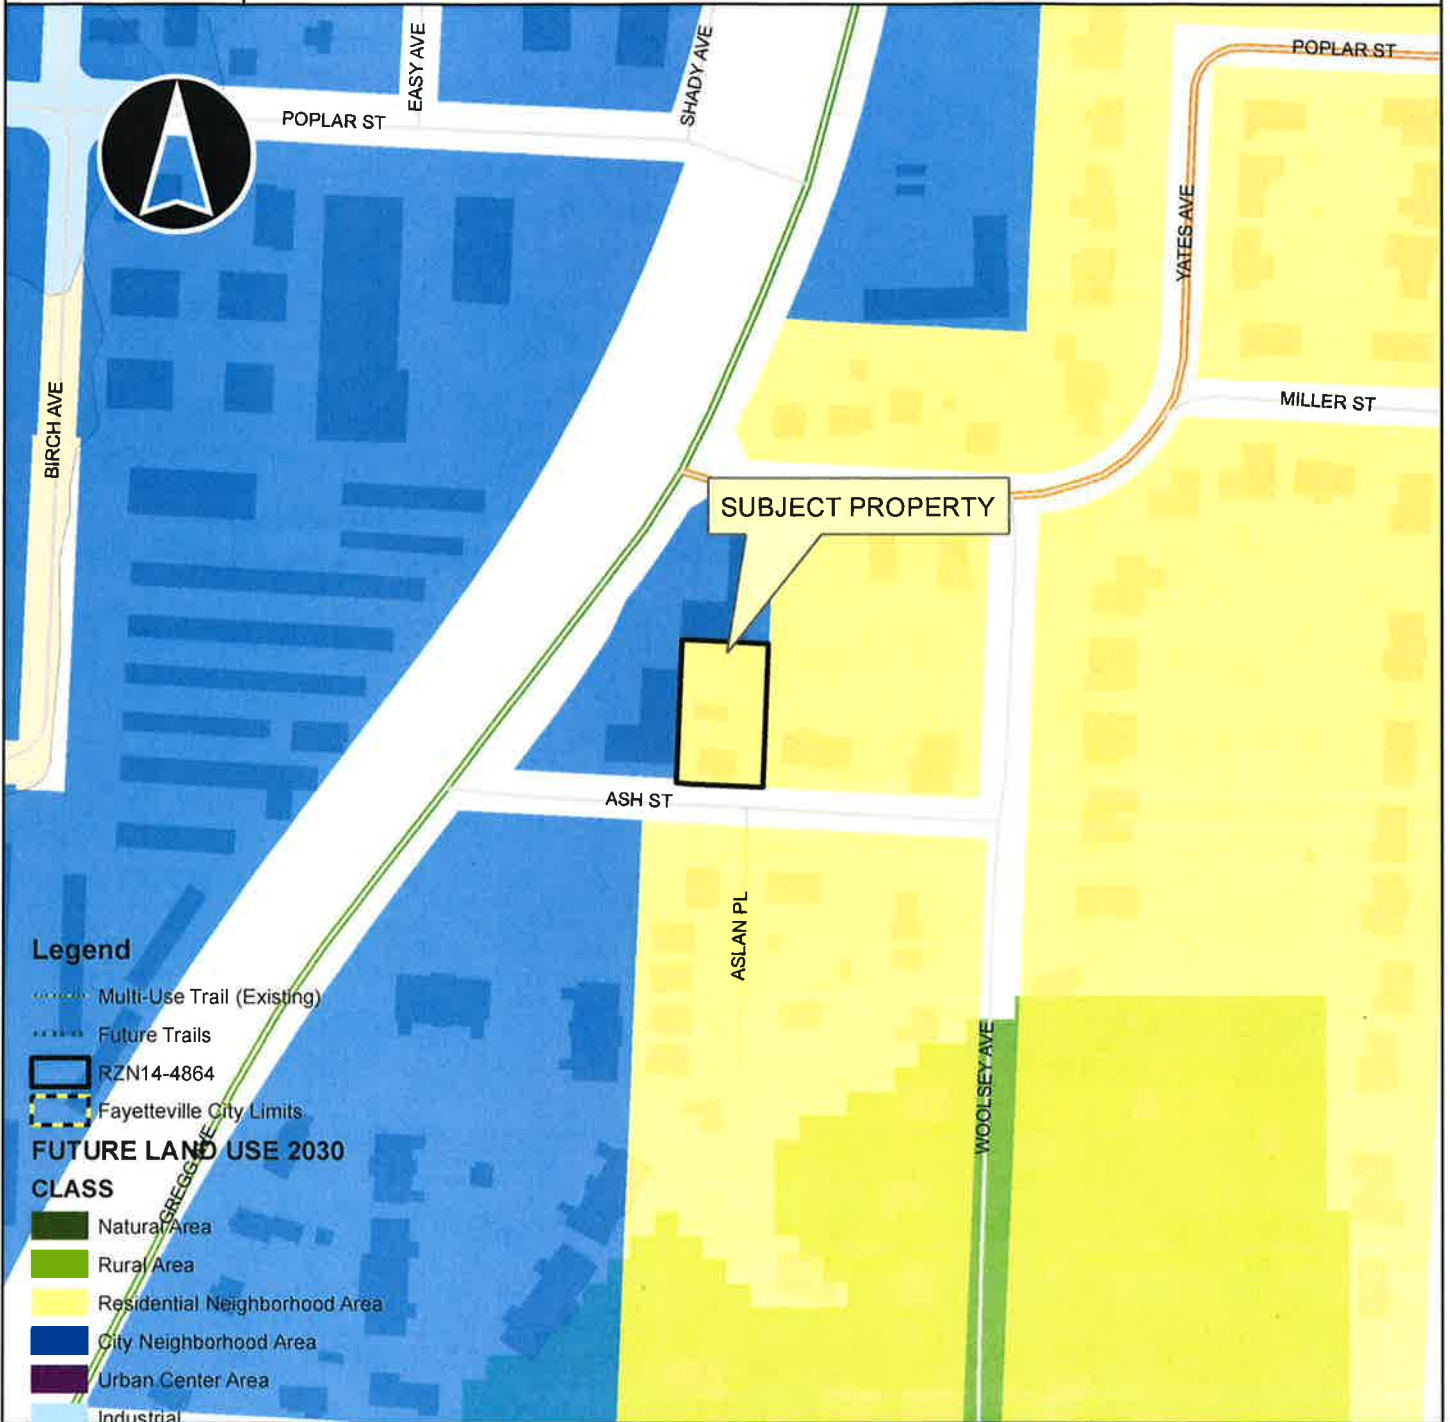 EASY AVE
SHADY AVE
POPLAR ST
POPLAR ST
YATES AVE
BIRCH AVE
MILLER ST
SUBJECT PROPERTY
ASH ST
ASLAN PL
WOOLSEY AVE
GREGG AVE
Legend
Multi-Use Trail (Existing)
Future Trails
RZN14-4864
Fayetteville City Limits
FUTURE LAND USE 2030
CLASS
Natural Area
Rural Area
Residential Neighborhood Area
City Neighborhood Area
Urban Center Area
Industrial